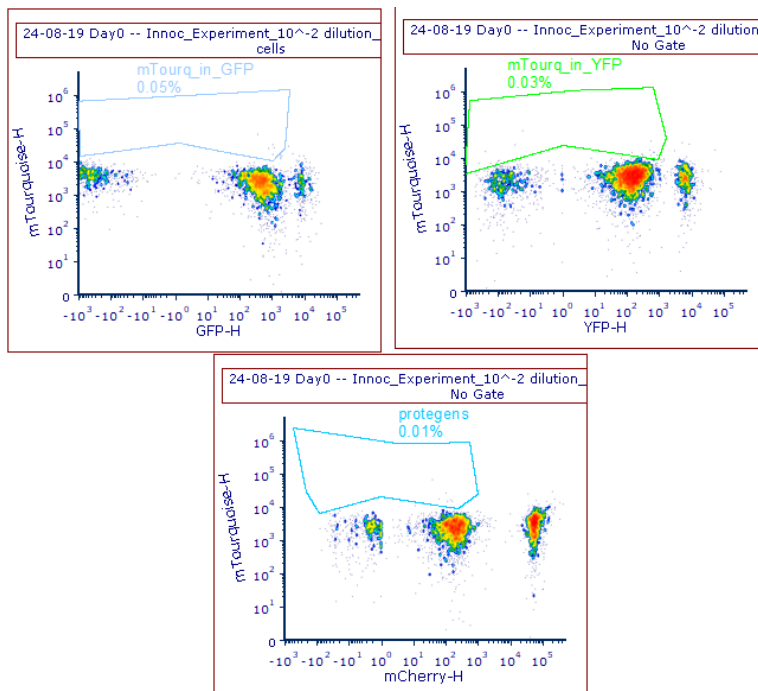 24-08-19 Day0 -- Innoc_Experiment_10^-2 dilution_
cells
mTourq_in_GFP
0.05%
mTourquoise-H
10^6
10^5
10^4
10^3
10^2
10^1
0
-10^3 -10^2 -10^1 10^0 10^1 10^2 10^3 10^4 10^5
GFP-H
24-08-19 Day0 -- Innoc_Experiment_10^-2 dilution_
No Gate
mTourq_in_YFP
0.03%
mTourquoise-H
10^6
10^5
10^4
10^3
10^2
10^1
0
-10^3 -10^2 -10^1 10^0 10^1 10^2 10^3 10^4 10^5
YFP-H
24-08-19 Day0 -- Innoc_Experiment_10^-2 dilution_
No Gate
protegens
0.01%
mTourquoise-H
10^6
10^5
10^4
10^3
10^2
10^1
0
-10^3 -10^2 -10^1 10^0 10^1 10^2 10^3 10^4 10^5
mCherry-H